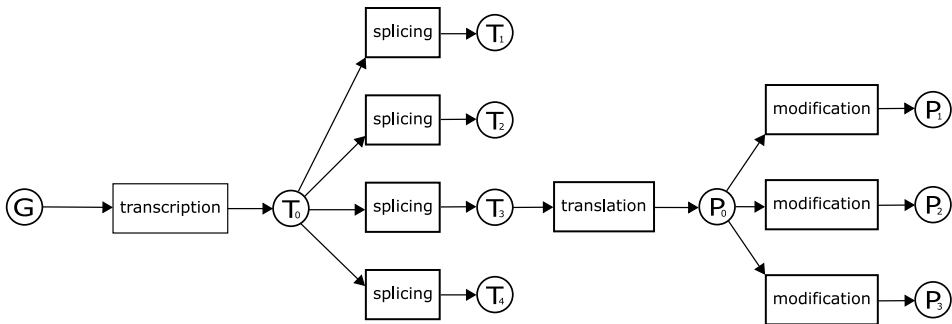 splicing T1
modification P1
splicing T2
G transcription T0 splicing T3 translation P0 modification P2
splicing T4
modification P3